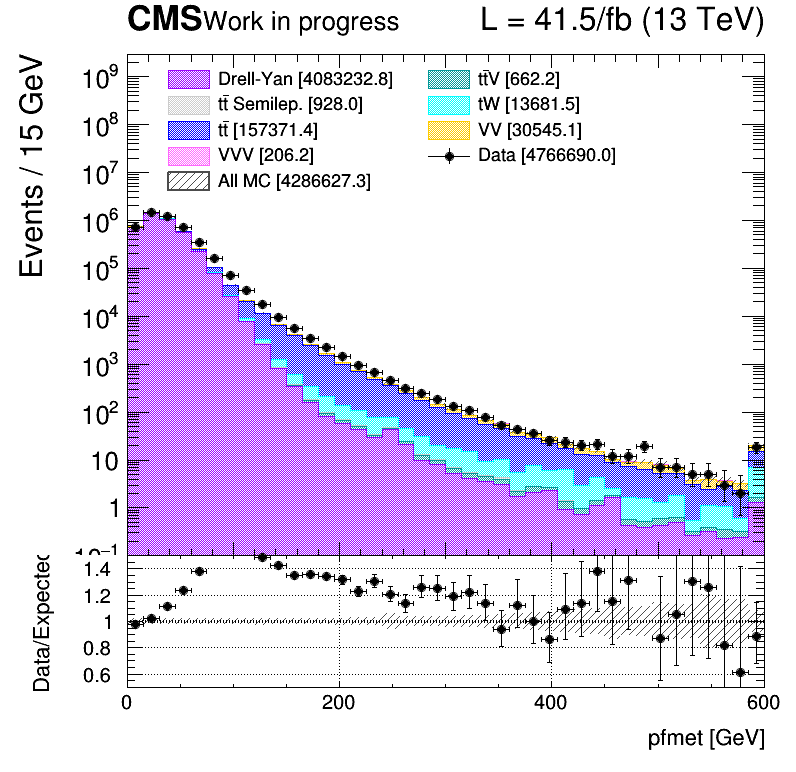 CMS Work in progress L = 41.5/fb (13 TeV)
Events / 15 GeV
10⁹
10⁸
10⁷
10⁶
10⁵
10⁴
10³
10²
10
1
10⁻¹
Drell-Yan [4083232.8]
tt̄ Semilep. [928.0]
tt̄ [157371.4]
VVV [206.2]
All MC [4286627.3]
tt̄V [662.2]
tW [13681.5]
VV [30545.1]
Data [4766690.0]
Data/Expected
1.4
1.2
1
0.8
0.6
0 200 400 600
pfmet [GeV]